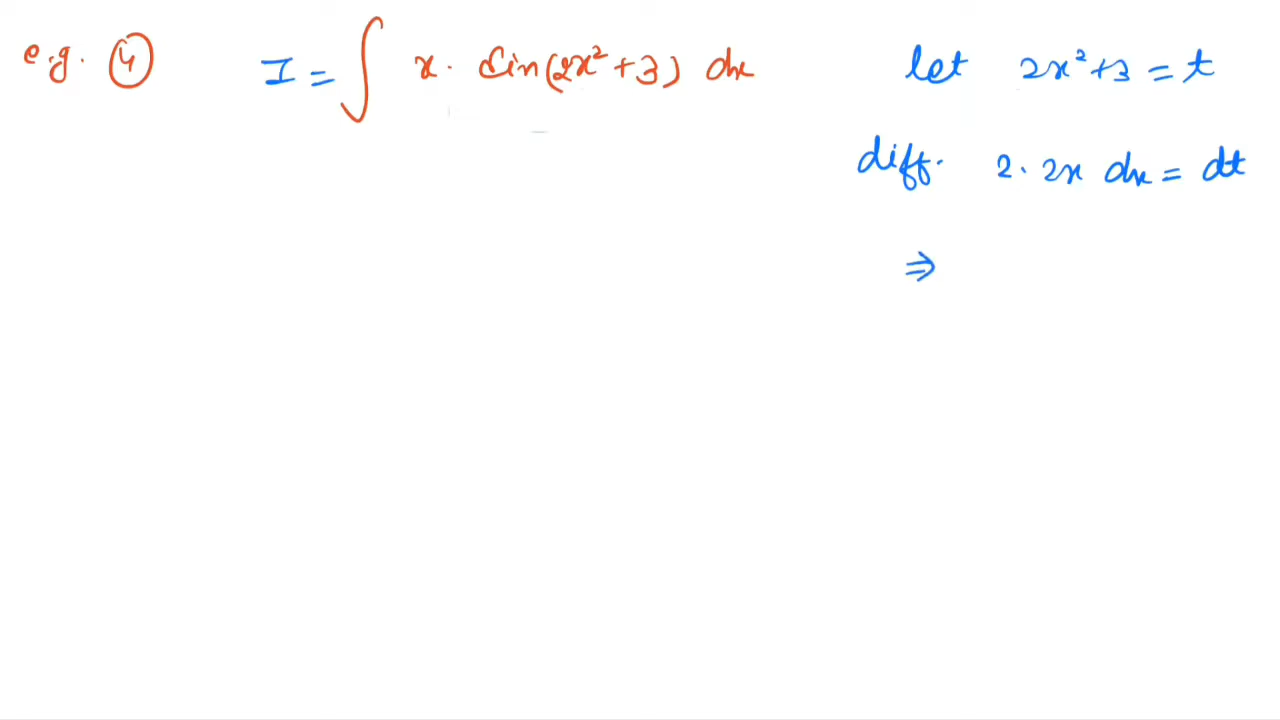 e.g. ④ I = ∫ x · sin(2x² + 3) dx let 2x² + 3 = t
diff. 2 · 2x dx = dt
⇒